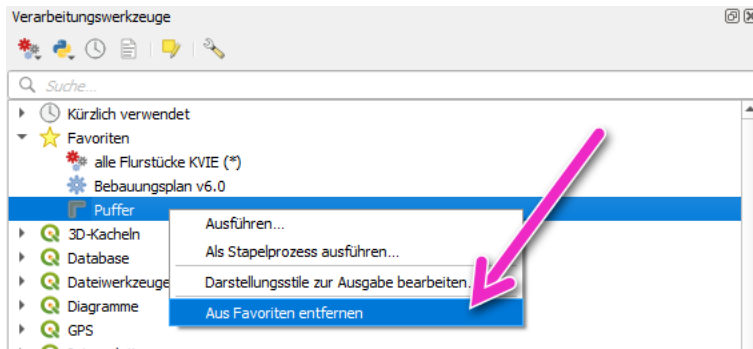 Verarbeitungswerkzeuge
Suche...
Kürzlich verwendet
Favoriten
alle Flurstücke KVIE (*)
Bebauungsplan v6.0
Puffer
Ausführen...
3D-Kacheln
Als Stapelprozess ausführen...
Database
Dateiwerkzeuge
Darstellungsstile zur Ausgabe bearbeiten.
Diagramme
Aus Favoriten entfernen
GPS